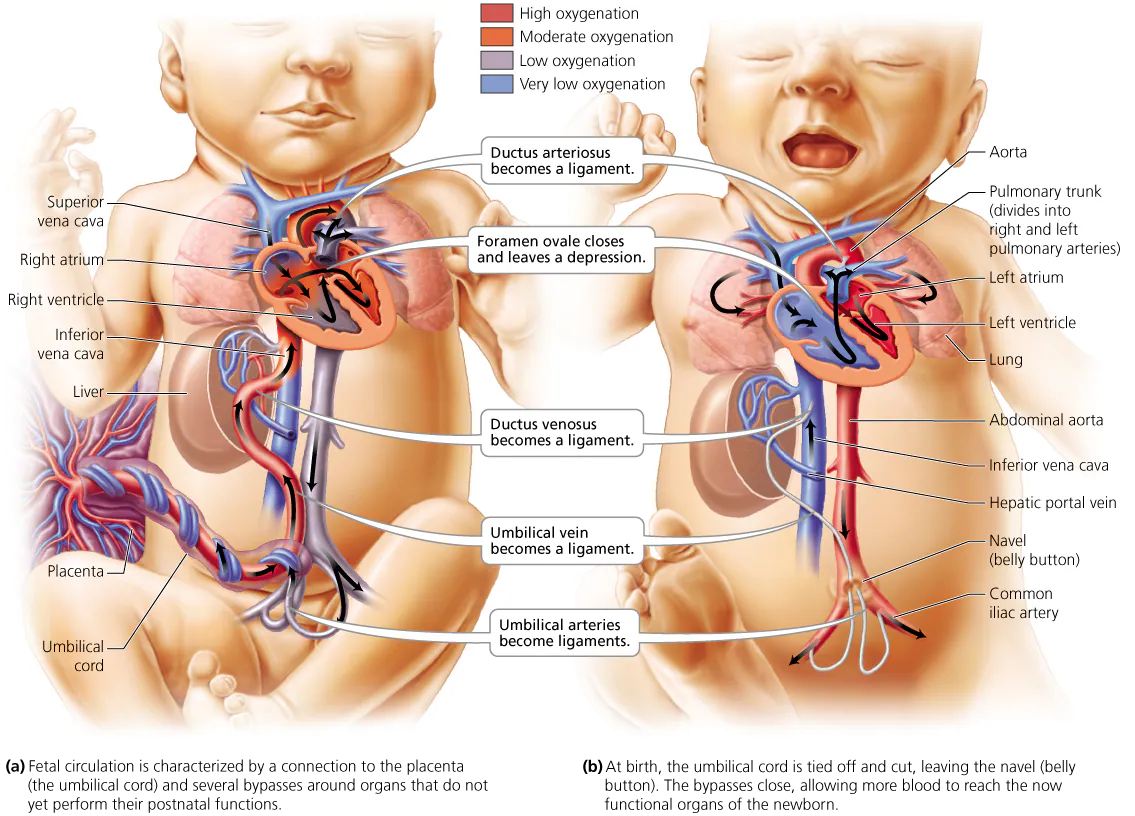 High oxygenation
Moderate oxygenation
Low oxygenation
Very low oxygenation
Superior
vena cava
Right atrium
Right ventricle
Inferior
vena cava
Liver
Placenta
Umbilical
cord
Ductus arteriosus
becomes a ligament.
Foramen ovale closes
and leaves a depression.
Ductus venosus
becomes a ligament.
Umbilical vein
becomes a ligament.
Umbilical arteries
become ligaments.
Aorta
Pulmonary trunk
(divides into
right and left
pulmonary arteries)
Left atrium
Left ventricle
Lung
Abdominal aorta
Inferior vena cava
Hepatic portal vein
Navel
(belly button)
Common
iliac artery
(a) Fetal circulation is characterized by a connection to the placenta
(the umbilical cord) and several bypasses around organs that do not
yet perform their postnatal functions.
(b) At birth, the umbilical cord is tied off and cut, leaving the navel (belly
button). The bypasses close, allowing more blood to reach the now
functional organs of the newborn.